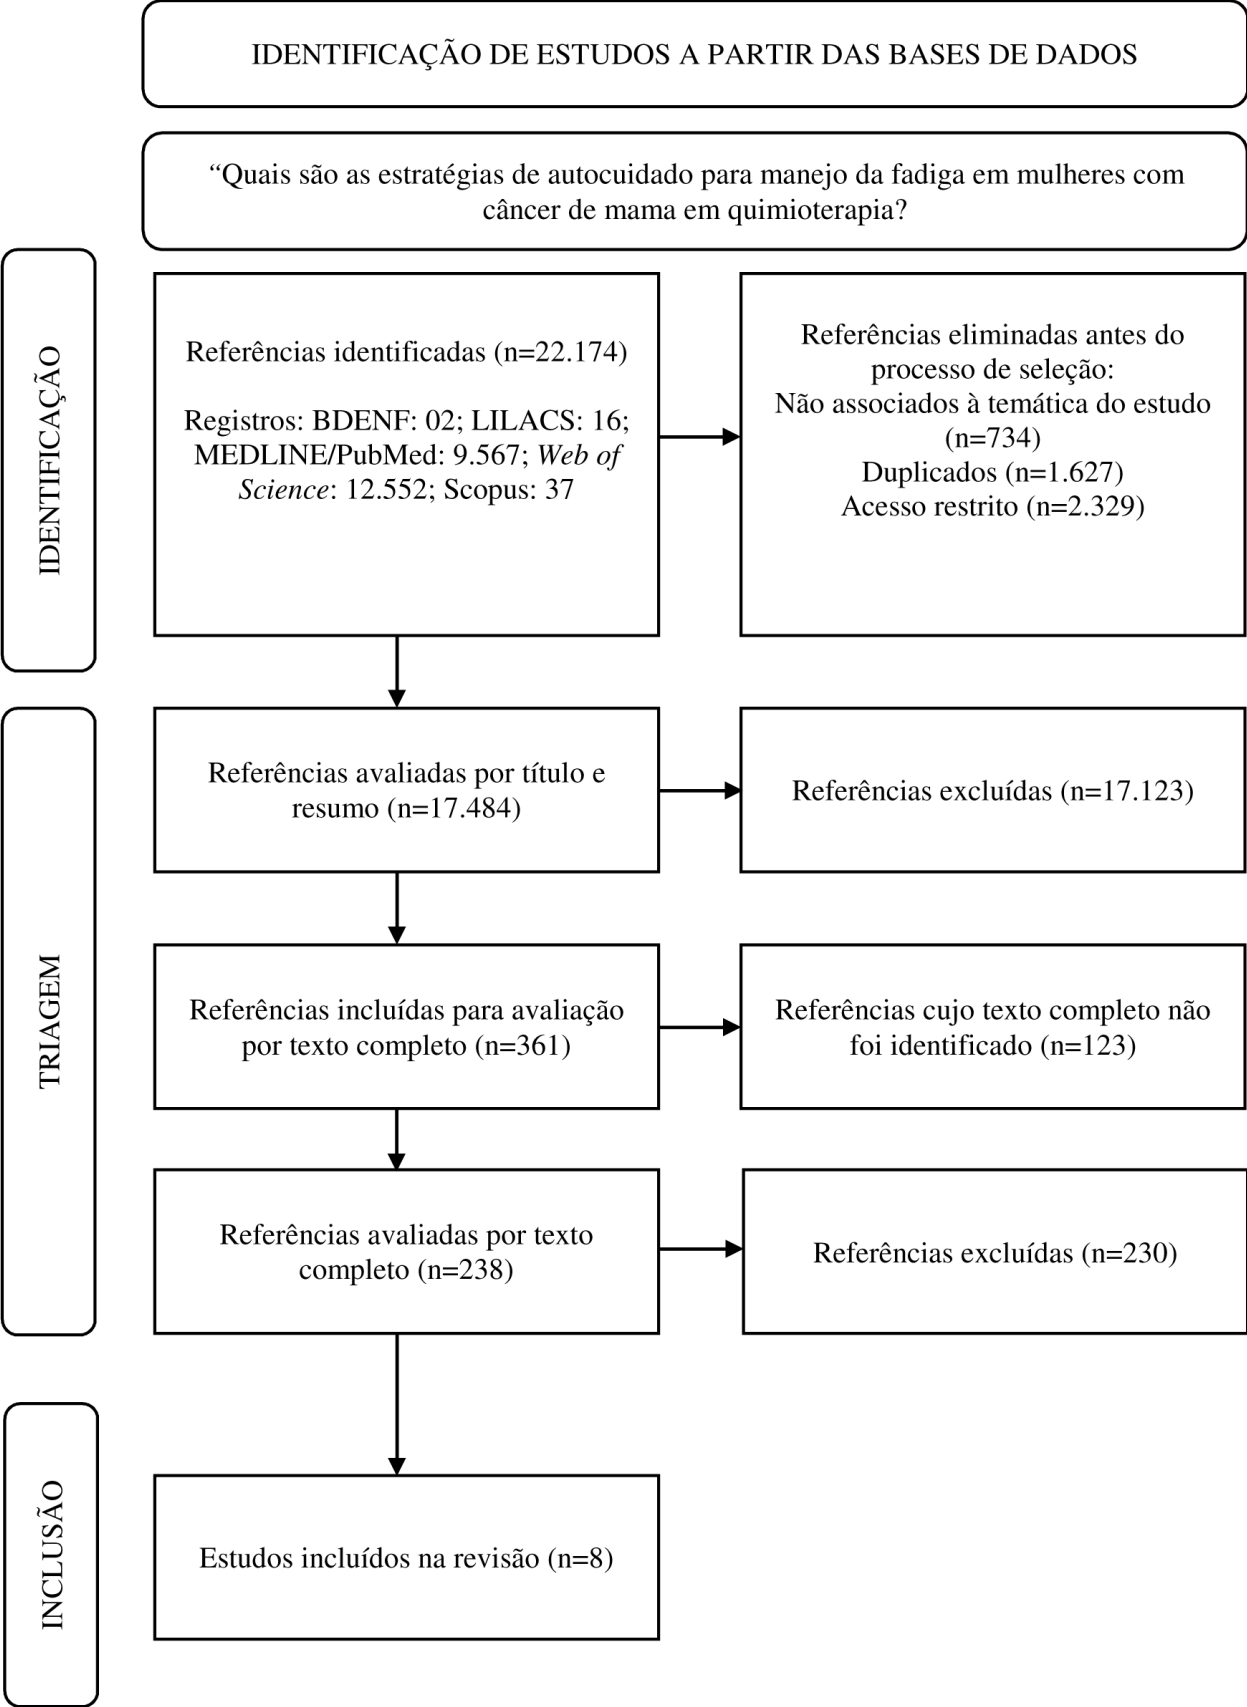 IDENTIFICAÇÃO DE ESTUDOS A PARTIR DAS BASES DE DADOS
“Quais são as estratégias de autocuidado para manejo da fadiga em mulheres com
câncer de mama em quimioterapia?
IDENTIFICAÇÃO
Referências identificadas (n=22.174)
Registros: BDENF: 02; LILACS: 16;
MEDLINE/PubMed: 9.567; Web of
Science: 12.552; Scopus: 37
Referências eliminadas antes do
processo de seleção:
Não associados à temática do estudo
(n=734)
Duplicados (n=1.627)
Acesso restrito (n=2.329)
TRIAGEM
Referências avaliadas por título e
resumo (n=17.484)
Referências excluídas (n=17.123)
Referências incluídas para avaliação
por texto completo (n=361)
Referências cujo texto completo não
foi identificado (n=123)
Referências avaliadas por texto
completo (n=238)
Referências excluídas (n=230)
INCLUSÃO
Estudos incluídos na revisão (n=8)